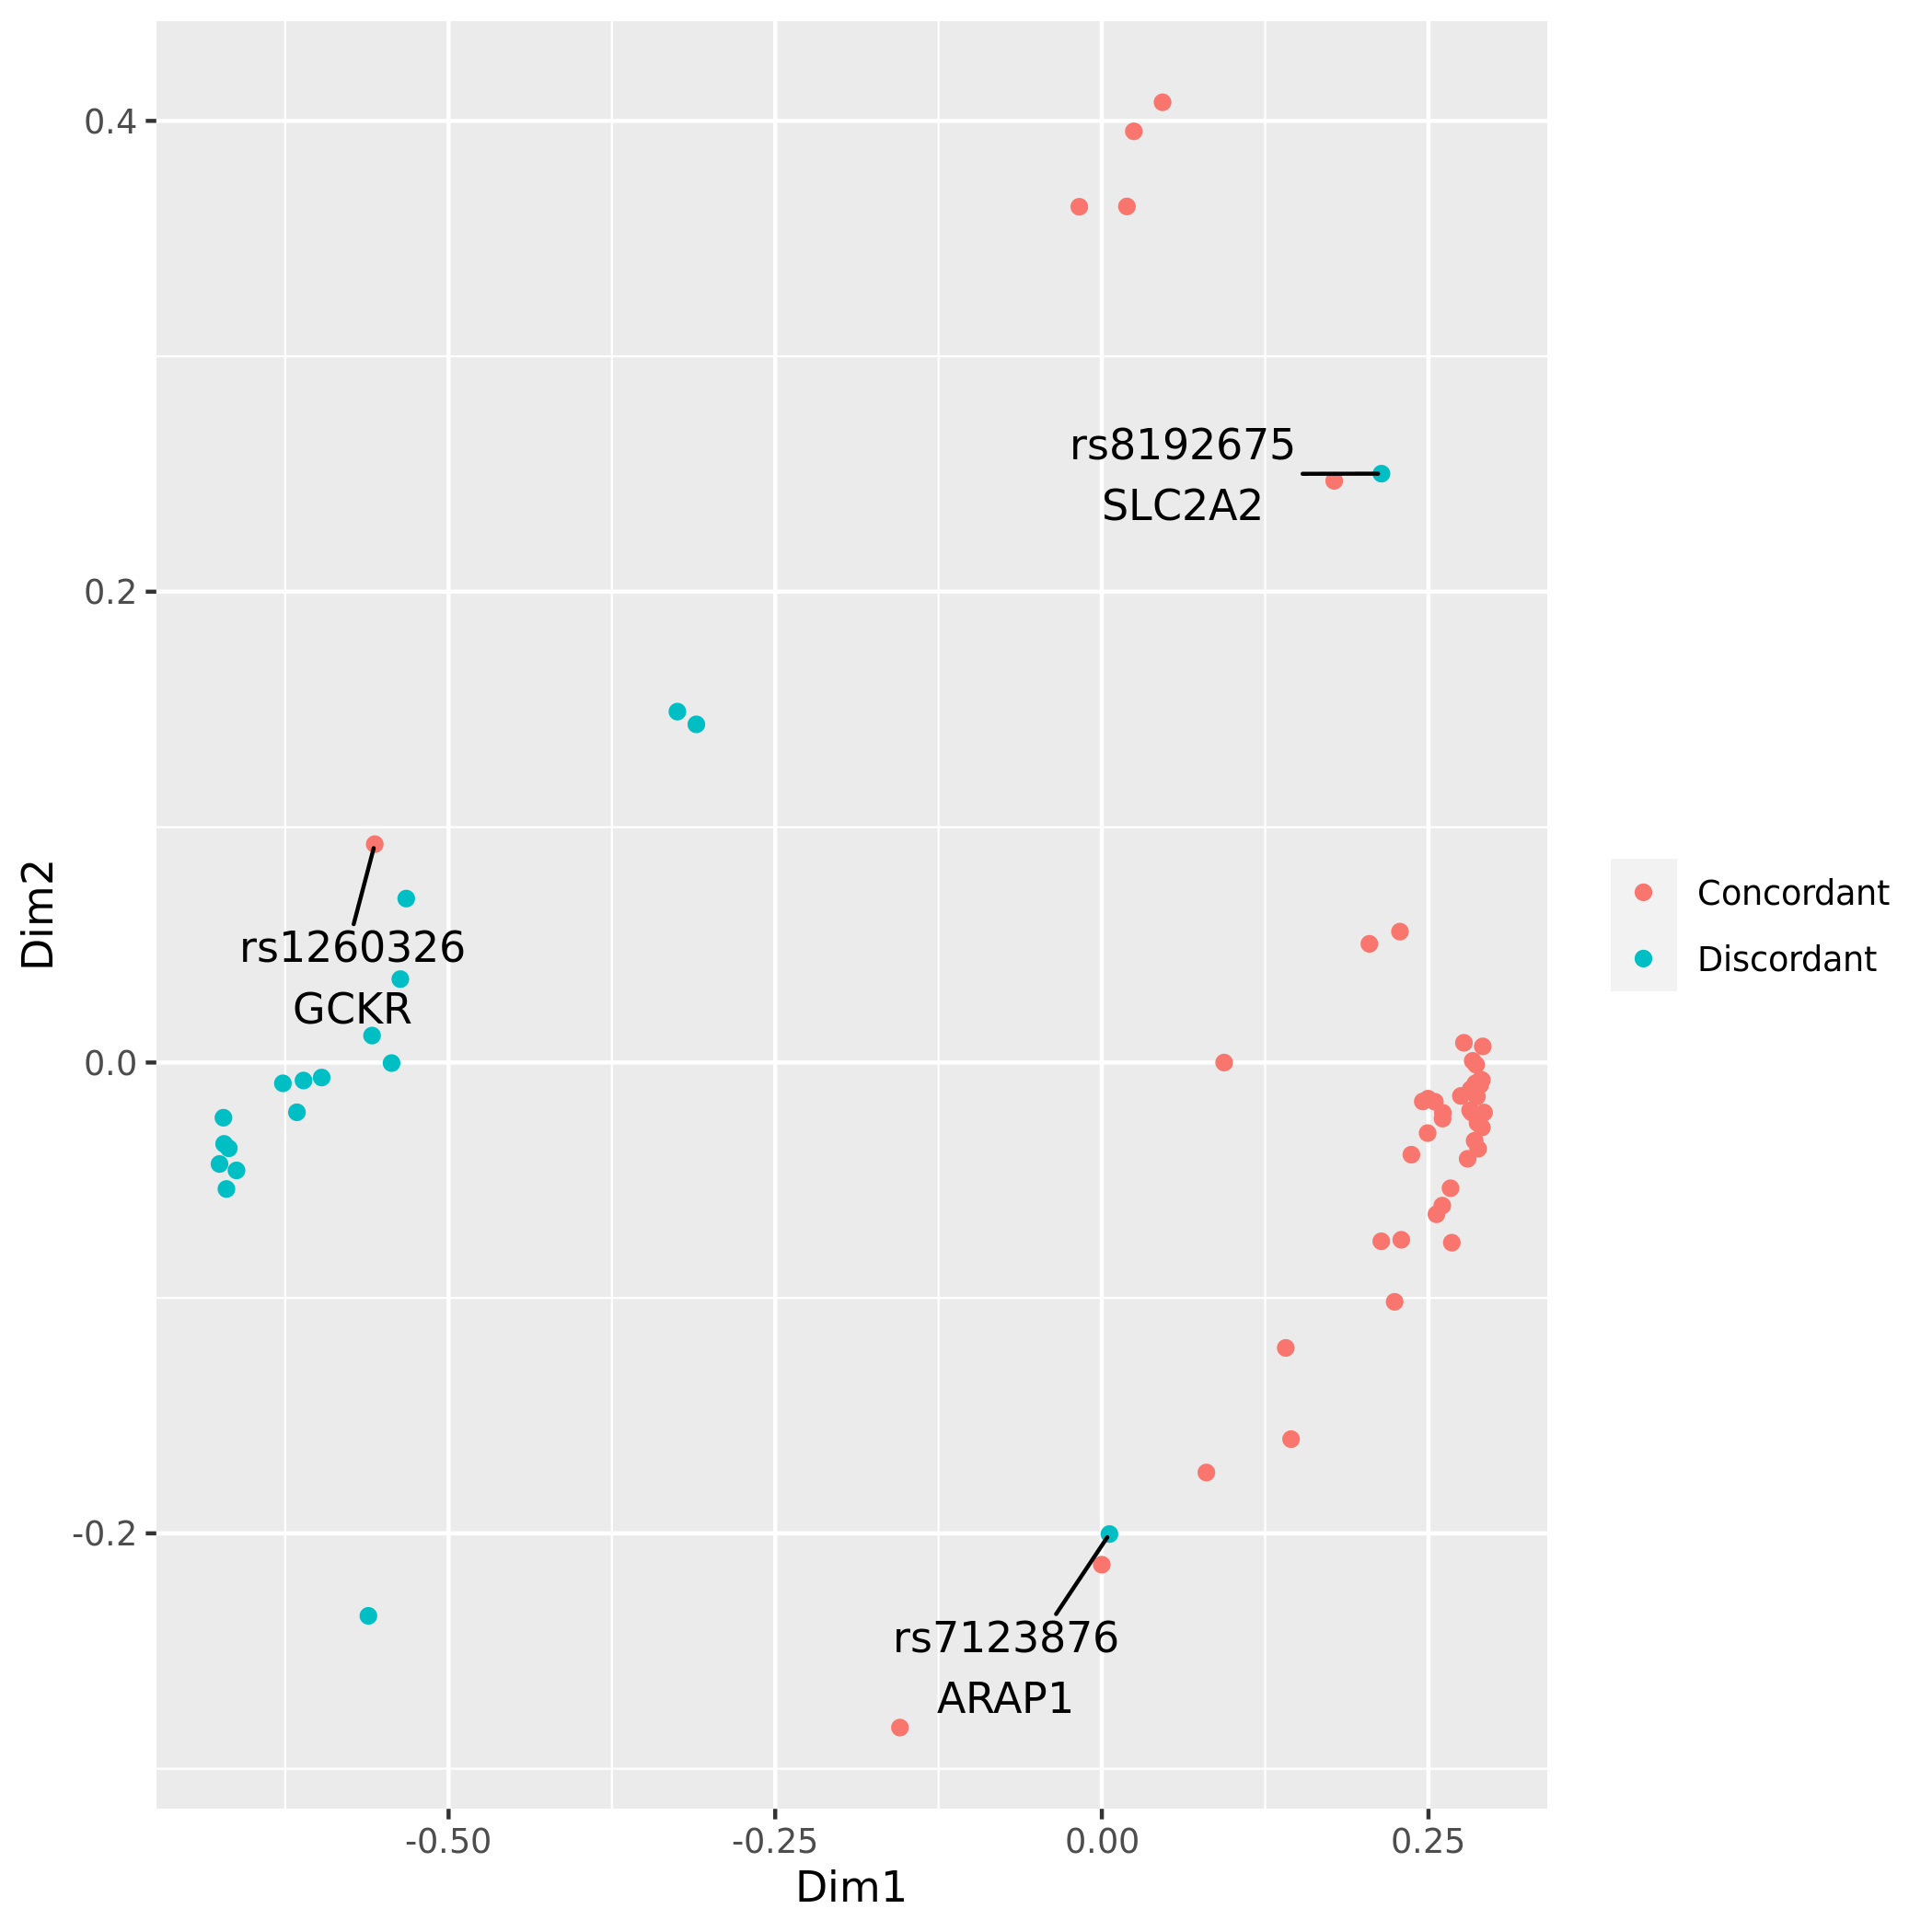 0.4
0.2
0.0
-0.2
Dim2
rs8192675
SLC2A2
rs1260326
GCKR
rs7123876
ARAP1
-0.50
-0.25
0.00
0.25
Dim1
Concordant
Discordant